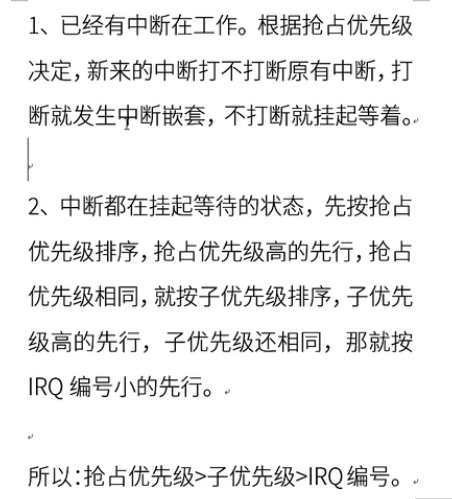 1、已经有中断在工作。根据抢占优先级
决定，新来的中断打不打断原有中断，打
断就发生中断嵌套，不打断就挂起等着。
2、中断都在挂起等待的状态，先按抢占
优先级排序，抢占优先级高的先行，抢占
优先级相同，就按子优先级排序，子优先
级高的先行，子优先级还相同，那就按
IRQ 编号小的先行。
所以：抢占优先级>子优先级>IRQ 编号。